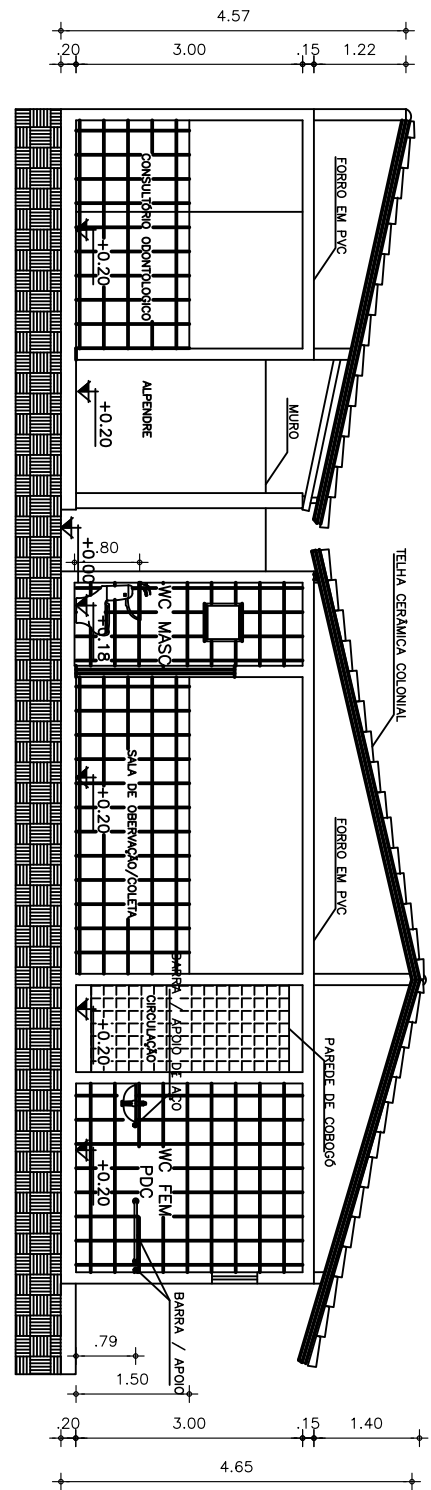 4.57
.20
3.00
.15
1.22
CONSULTÓRIO ODONTOLOGICO
+0.20
FORRO EM PVC
ALPENDRE
+0.20
MURO
+0.00
.80
WC MASC
+0.18
TELHA CERÂMICA COLONIAL
SALA DE OBERVAÇÃO/COLETA
+0.20
FORRO EM PVC
BARRA / APOIO DE AÇO
CIRCULAÇÃO
+0.20
PAREDE DE COBOGÓ
WC FEM
PDC
+0.20
BARRA / APOIO
.79
1.50
.20
3.00
.15
1.40
4.65